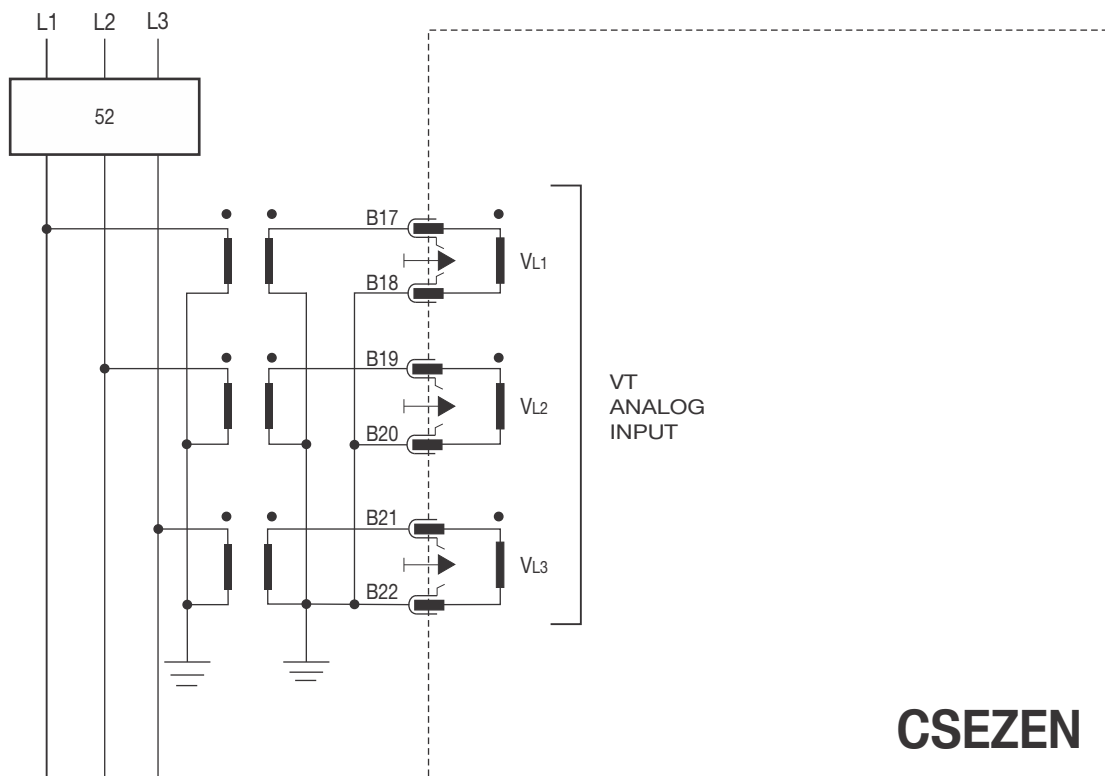 L1 L2 L3
52
B17
VL1
B18
B19
VL2
B20
VT
ANALOG
INPUT
B21
VL3
B22
CSEZEN